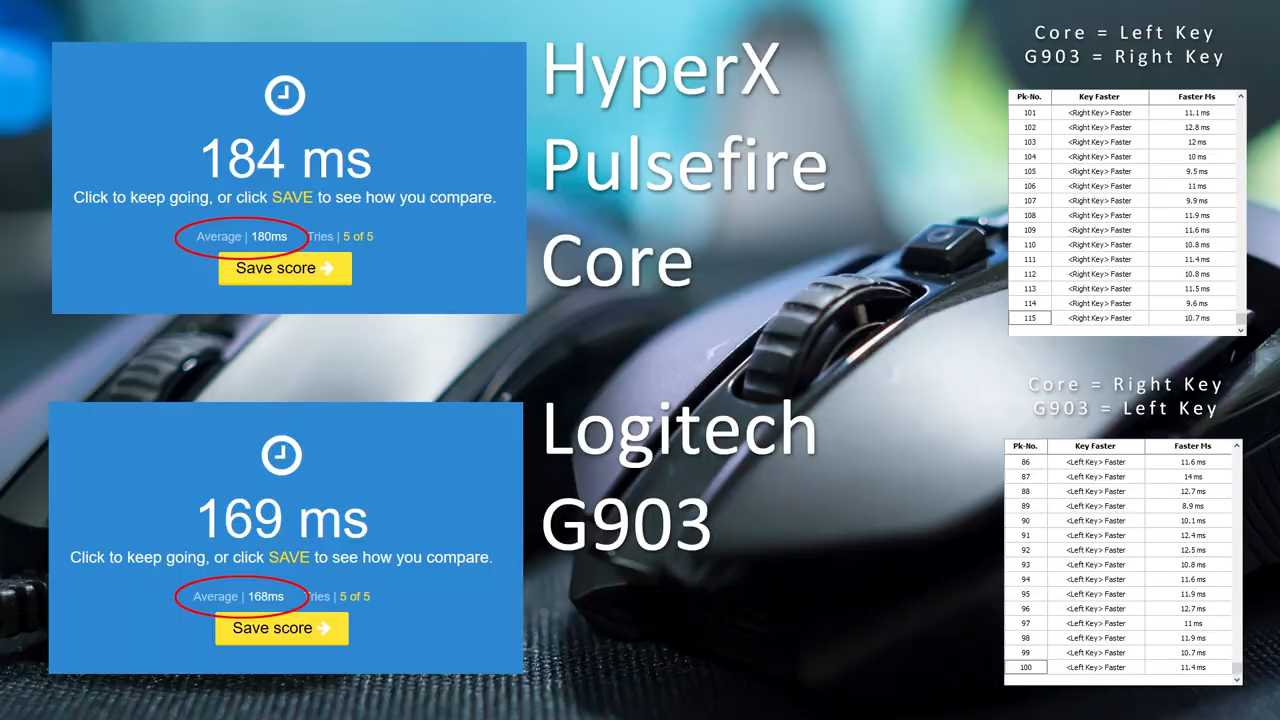 184 ms
Click to keep going, or click SAVE to see how you compare.
Average | 180ms Tries | 5 of 5
Save score
HyperX
Pulsefire
Core
Core = Left Key
G903 = Right Key
Pk-No. Key Faster Faster Ms
101 <Right Key> Faster 11.1 ms
102 <Right Key> Faster 12.8 ms
103 <Right Key> Faster 12 ms
104 <Right Key> Faster 10 ms
105 <Right Key> Faster 9.5 ms
106 <Right Key> Faster 11 ms
107 <Right Key> Faster 9.9 ms
108 <Right Key> Faster 11.9 ms
109 <Right Key> Faster 11.6 ms
110 <Right Key> Faster 10.8 ms
111 <Right Key> Faster 11.4 ms
112 <Right Key> Faster 10.8 ms
113 <Right Key> Faster 11.5 ms
114 <Right Key> Faster 9.6 ms
115 <Right Key> Faster 10.7 ms
169 ms
Click to keep going, or click SAVE to see how you compare.
Average | 168ms Tries | 5 of 5
Save score
Logitech
G903
Core = Right Key
G903 = Left Key
Pk-No. Key Faster Faster Ms
86 <Left Key> Faster 11.6 ms
87 <Left Key> Faster 14 ms
88 <Left Key> Faster 12.7 ms
89 <Left Key> Faster 8.9 ms
90 <Left Key> Faster 10.1 ms
91 <Left Key> Faster 12.4 ms
92 <Left Key> Faster 12.5 ms
93 <Left Key> Faster 10.8 ms
94 <Left Key> Faster 11.6 ms
95 <Left Key> Faster 11.9 ms
96 <Left Key> Faster 12.7 ms
97 <Left Key> Faster 11 ms
98 <Left Key> Faster 11.9 ms
99 <Left Key> Faster 10.7 ms
100 <Left Key> Faster 11.4 ms